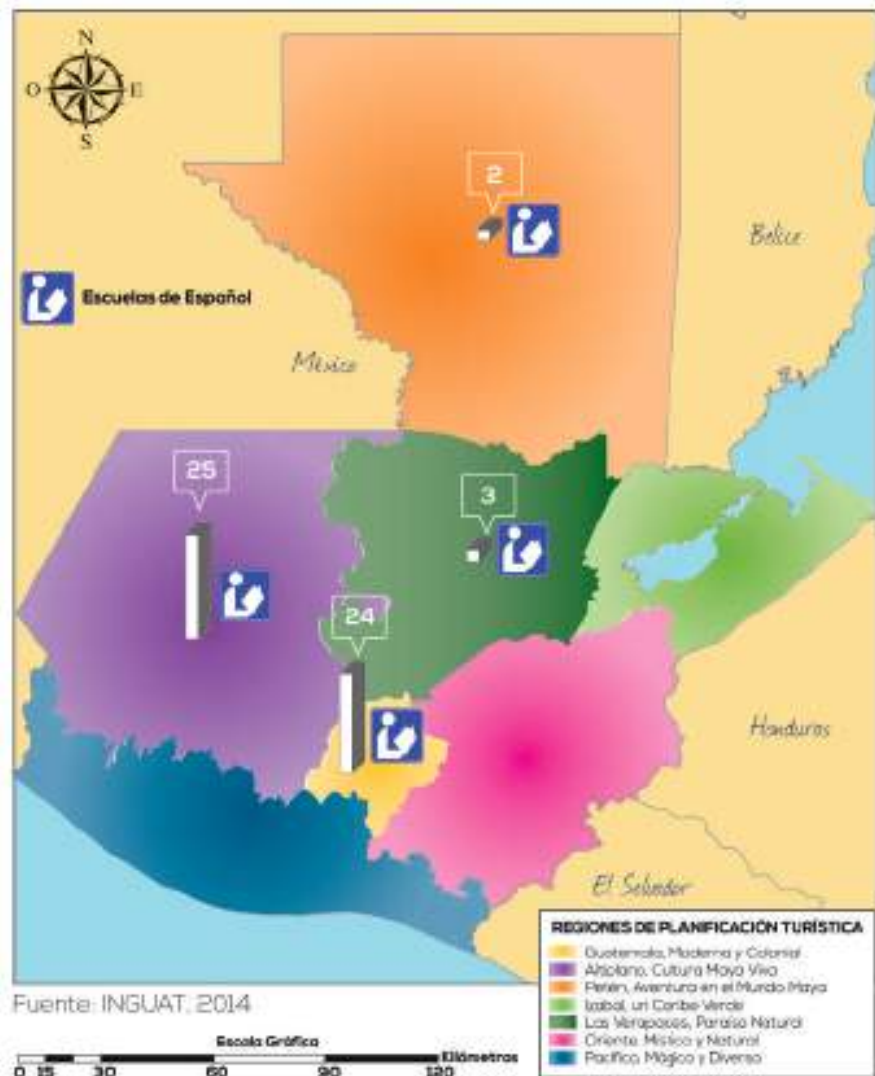 N
O
E
S
2
Belice
Escuelas de Español
México
25
3
24
Honduras
El Salvador
REGIONES DE PLANIFICACIÓN TURÍSTICA
Guatemala, Moderna y Colonial
Altiplano, Cultura Maya Viva
Petén, Aventura en el Mundo Maya
Izabal, un Caribe Verde
Las Verapaces, Paraíso Natural
Oriente, Místico y Natural
Pacífico, Mágico y Diverso
Fuente: INGUAT, 2014
Escala Gráfica
Kilómetros
0 15 30 60 90 120